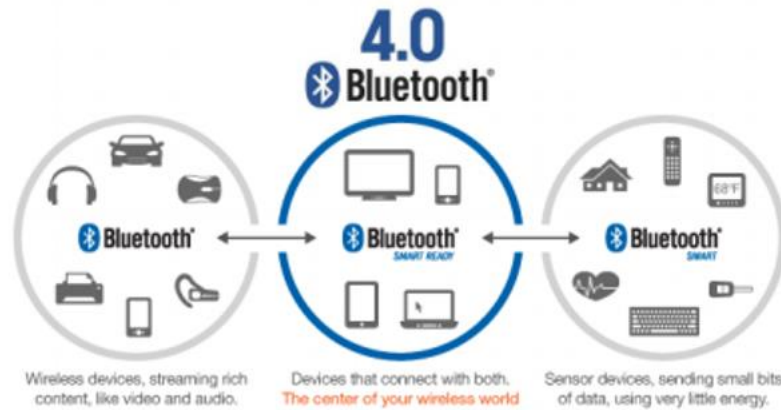 4.0
Bluetooth®
Bluetooth®
Bluetooth®
SMART READY
Bluetooth®
SMART
68°F
Wireless devices, streaming rich
content, like video and audio.
Devices that connect with both.
The center of your wireless world
Sensor devices, sending small bits
of data, using very little energy.